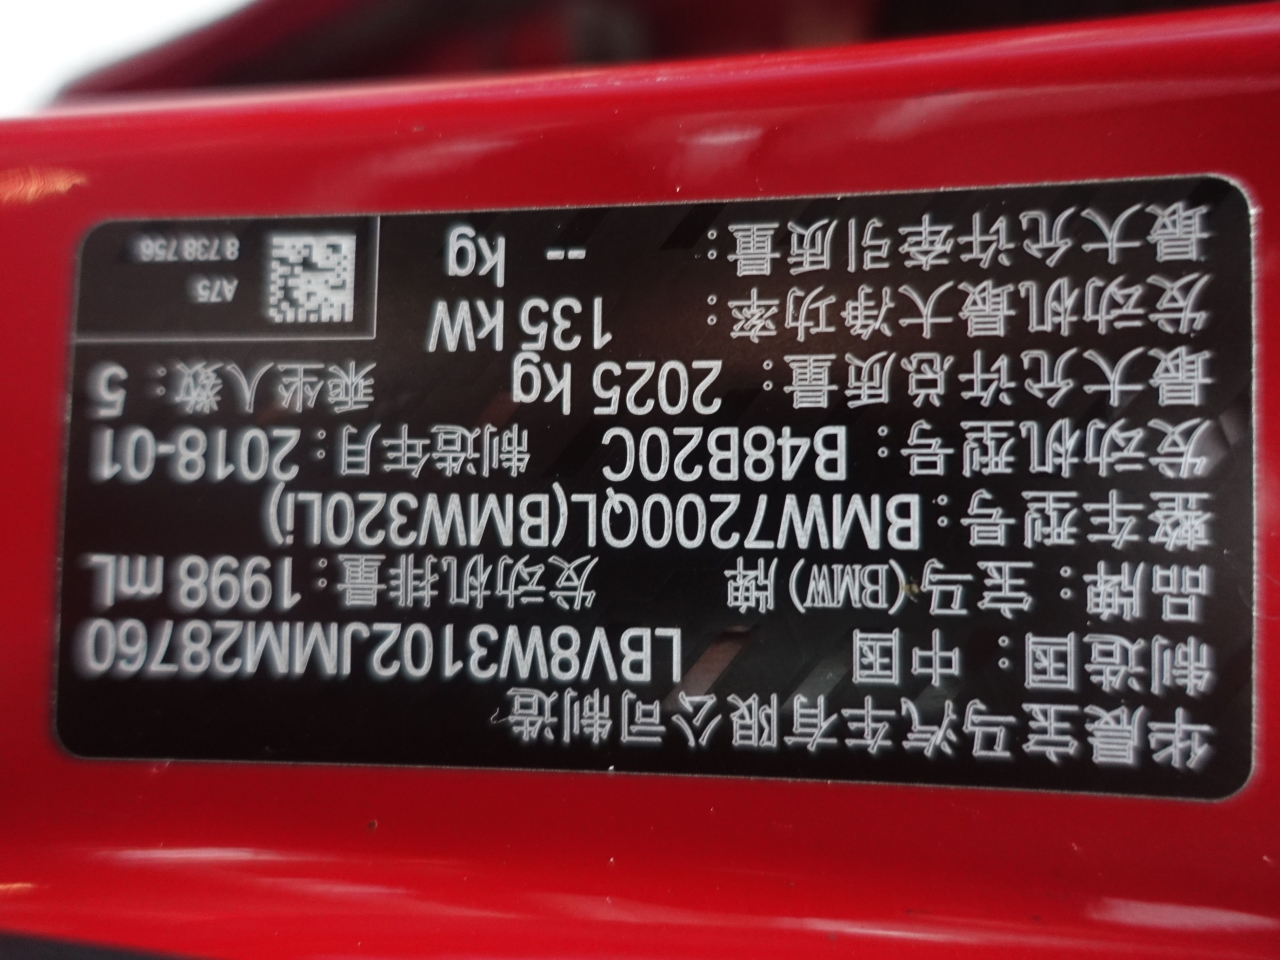 华晨宝马汽车有限公司制造
制造国：中国 LBV8W3102JMM28760
品牌：宝马(BMW)牌 发动机排量：1998 mL
整车型号：BMW7200QL(BMW320Li)
发动机型号：B48B20C 制造年月：2018-01
最大允许总质量：2025 kg 乘坐人数：5
发动机最大净功率：135 kW
最大允许牵引质量：-- kg
A75
8 738 756